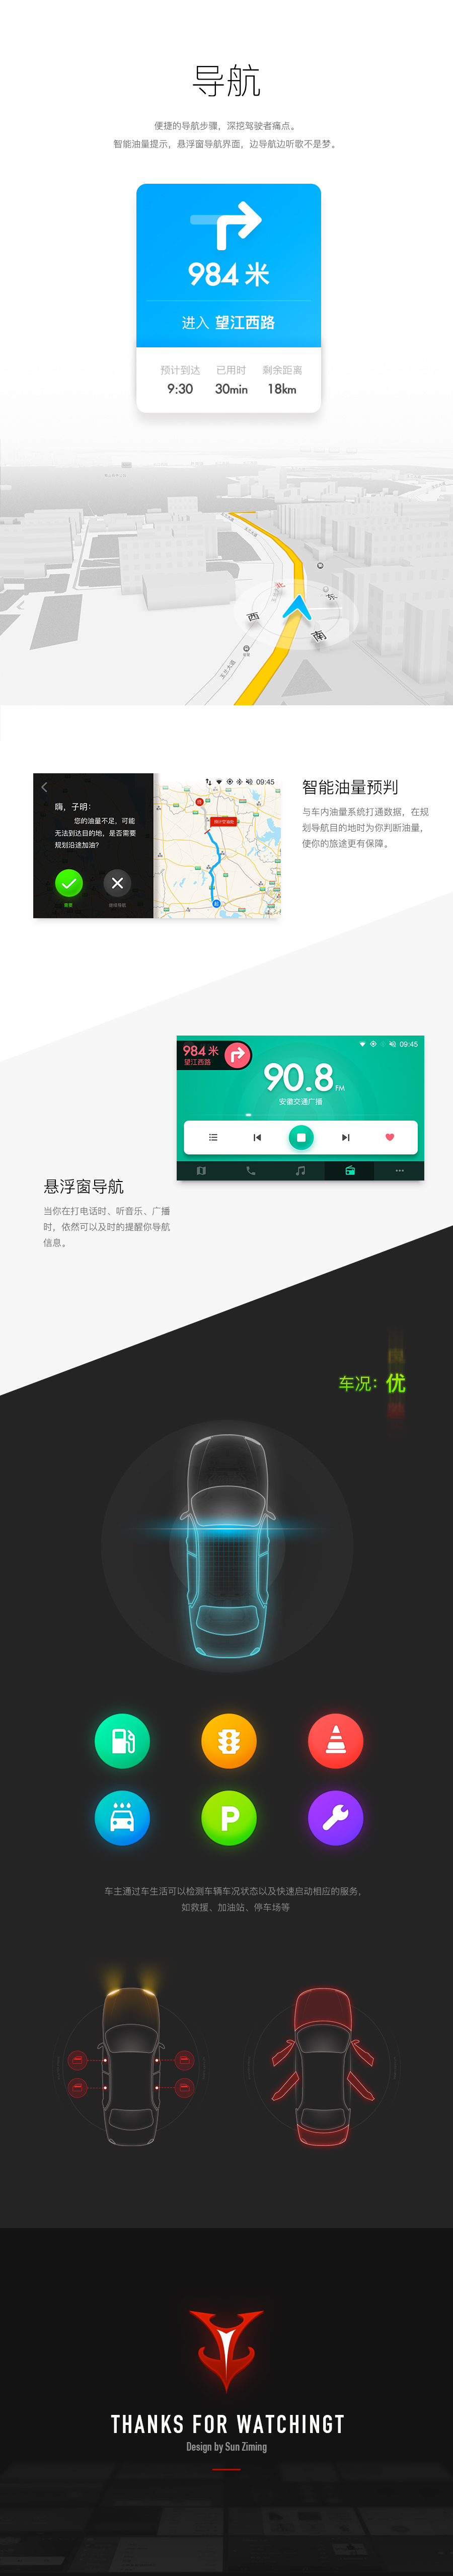 导航
便捷的导航步骤，深挖驾驶者痛点。
智能油量提示，悬浮窗导航界面，边导航边听歌不是梦。
984 米
进入 望江西路
预计到达 已用时 剩余距离
9:30 30min 18km
西
东
南
玉兰大道
09:45
嗨，子明：
您的油量不足，可能
无法到达目的地，是否需要
规划沿途加油？
需要
智能油量预判
与车内油量系统打通数据，在规
划导航目的地时为你判断油量，
使你的旅途更有保障。
984 米
望江西路
09:45
90.8 FM
安徽交通广播
悬浮窗导航
当你在打电话时、听音乐、广播
时，依然可以及时的提醒你导航
信息。
车况：优
P
车主通过车生活可以检测车辆车况状态以及快速启动相应的服务，
如救援、加油站、停车场等
THANKS FOR WATCHINGT
Design by Sun Ziming